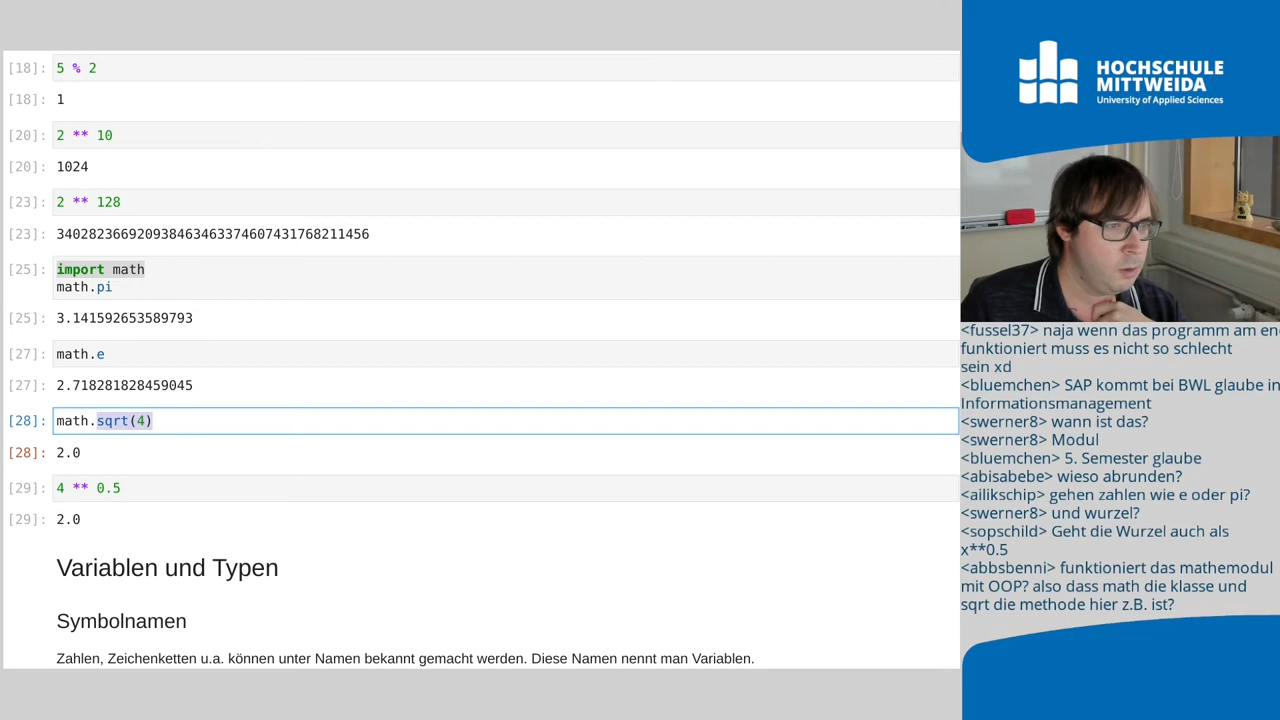 [18]: 5 % 2
[18]: 1
[20]: 2 ** 10
[20]: 1024
[23]: 2 ** 128
[23]: 340282366920938463463374607431768211456
[25]: import math
math.pi
[25]: 3.141592653589793
[27]: math.e
[27]: 2.718281828459045
[28]: math.sqrt(4)
[28]: 2.0
[29]: 4 ** 0.5
[29]: 2.0
Variablen und Typen
Symbolnamen
Zahlen, Zeichenketten u.a. können unter Namen bekannt gemacht werden. Diese Namen nennt man Variablen.
HOCHSCHULE
MITTWEIDA
University of Applied Sciences
<fussel37> naja wenn das programm am en
funktioniert muss es nicht so schlecht
sein xd
<bluemchen> SAP kommt bei BWL glaube in
Informationsmanagement
<swerner8> wann ist das?
<swerner8> Modul
<bluemchen> 5. Semester glaube
<abisabebe> wieso abrunden?
<ailikschip> gehen zahlen wie e oder pi?
<swerner8> und wurzel?
<sopschild> Geht die Wurzel auch als
x**0.5
<abbsbenni> funktioniert das mathemodul
mit OOP? also dass math die klasse und
sqrt die methode hier z.B. ist?